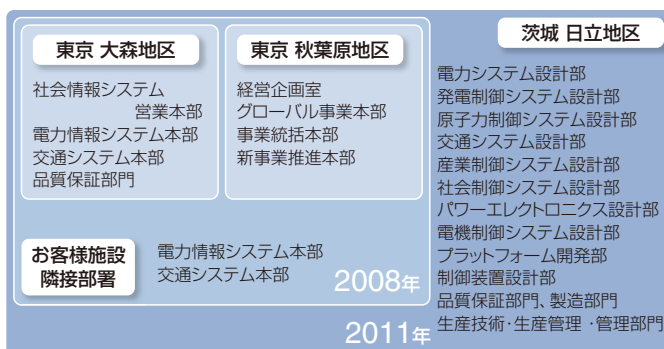 東京 大森地区
社会情報システム
営業本部
電力情報システム本部
交通システム本部
品質保証部門
東京 秋葉原地区
経営企画室
グローバル事業本部
事業統括本部
新事業推進本部
お客様施設
隣接部署
電力情報システム本部
交通システム本部
2008年
2011年
茨城 日立地区
電力システム設計部
発電制御システム設計部
原子力制御システム設計部
交通システム設計部
産業制御システム設計部
社会制御システム設計部
パワーエレクトロニクス設計部
電機制御システム設計部
プラットフォーム開発部
制御装置設計部
品質保証部門、製造部門
生産技術・生産管理・管理部門